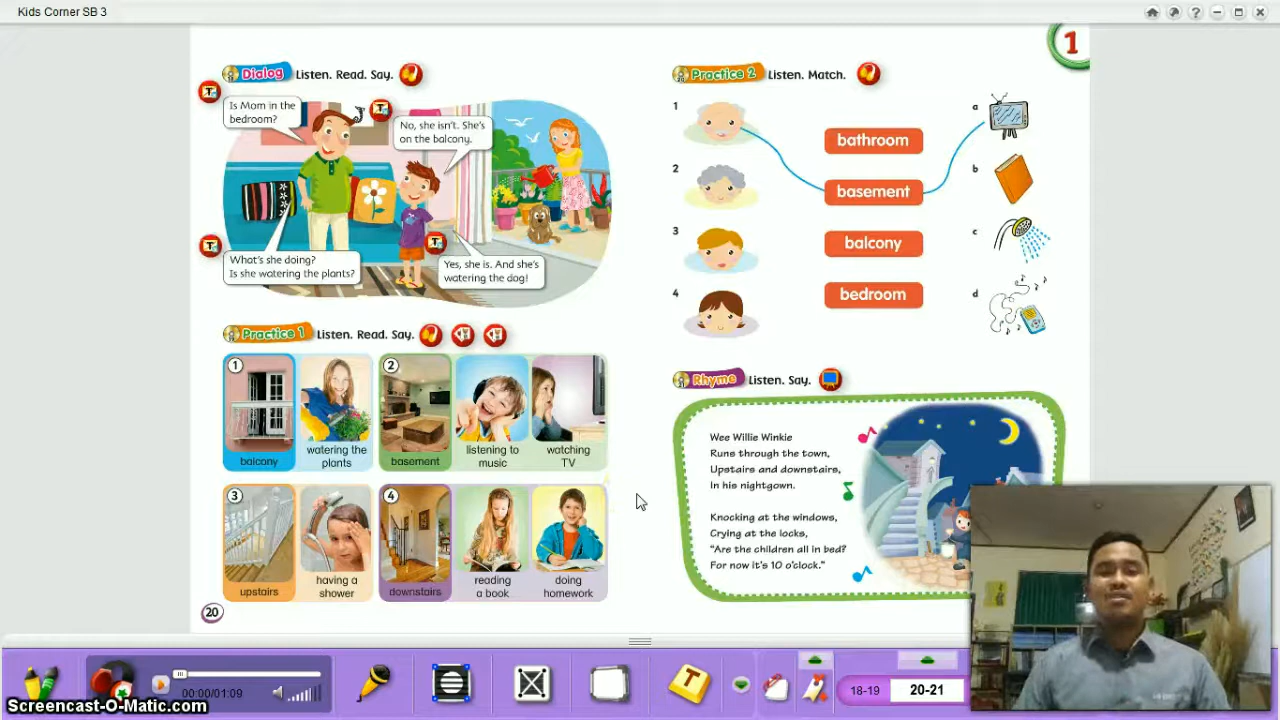 Kids Corner SB 3
1
Dialog Listen. Read. Say.
T
Is Mom in the
bedroom?
T
No, she isn't. She's
on the balcony.
T
What's she doing?
Is she watering the plants?
T
Yes, she is. And she's
watering the dog!
Practice 1 Listen. Read. Say.
1
balcony
watering the
plants
2
basement
listening to
music
watching
TV
3
upstairs
having a
shower
4
downstairs
reading
a book
doing
homework
20
Practice 2 Listen. Match.
1
2
3
4
bathroom
basement
balcony
bedroom
a
b
c
d
Rhyme Listen. Say.
Wee Willie Winkie
Runs through the town,
Upstairs and downstairs,
In his nightgown.
Knocking at the windows,
Crying at the locks,
"Are the children all in bed?
For now it's 10 o'clock."
00:00/01:09
T
18-19
20-21
Screencast-O-Matic.com